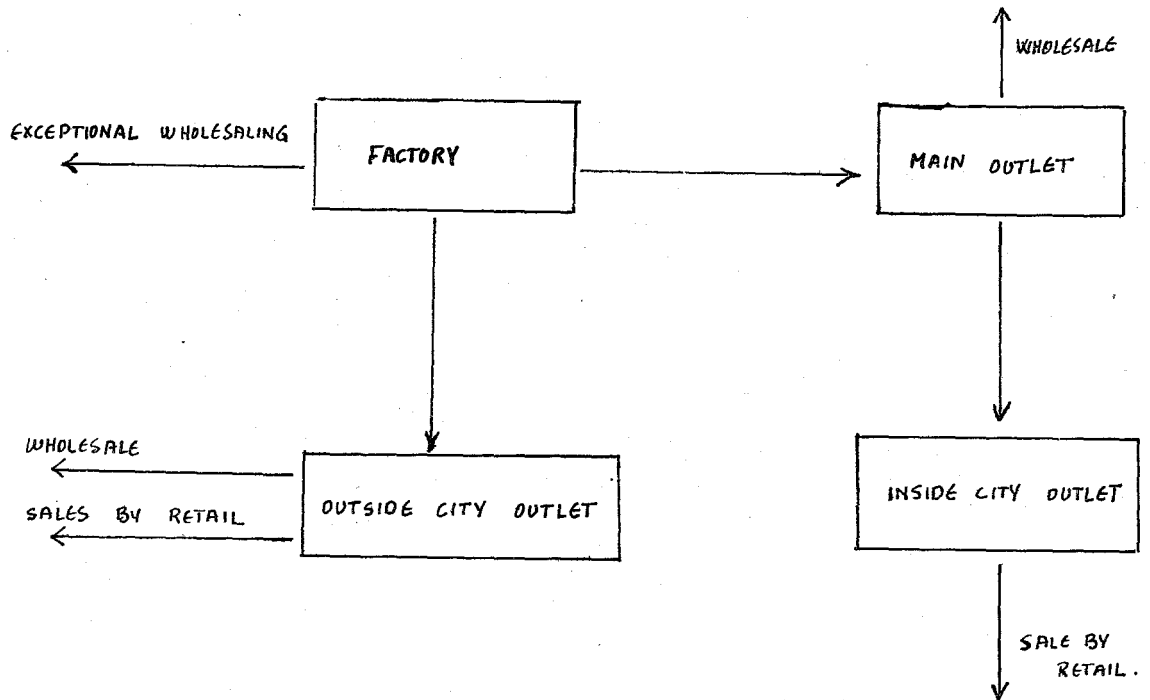 WHOLESALE
EXCEPTIONAL WHOLESALING
FACTORY
MAIN OUTLET
WHOLESALE
SALES BY RETAIL
OUTSIDE CITY OUTLET
INSIDE CITY OUTLET
SALE BY
RETAIL.